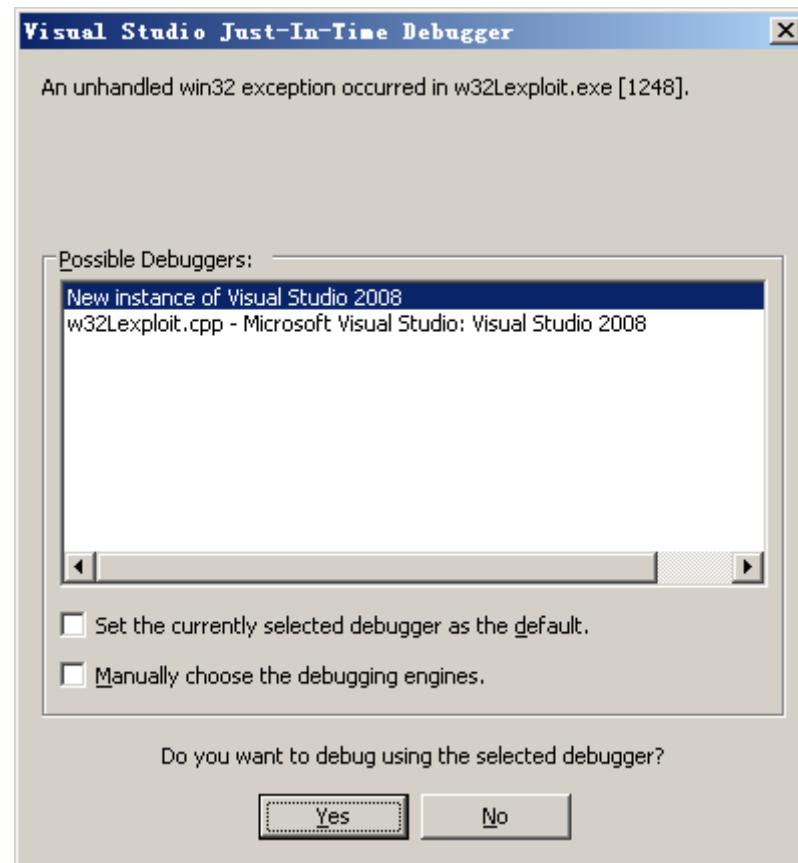 Visual Studio Just-In-Time Debugger
An unhandled win32 exception occurred in w32Lexploit.exe [1248].
Possible Debuggers:
New instance of Visual Studio 2008
w32Lexploit.cpp - Microsoft Visual Studio: Visual Studio 2008
Set the currently selected debugger as the default.
Manually choose the debugging engines.
Do you want to debug using the selected debugger?
Yes
No